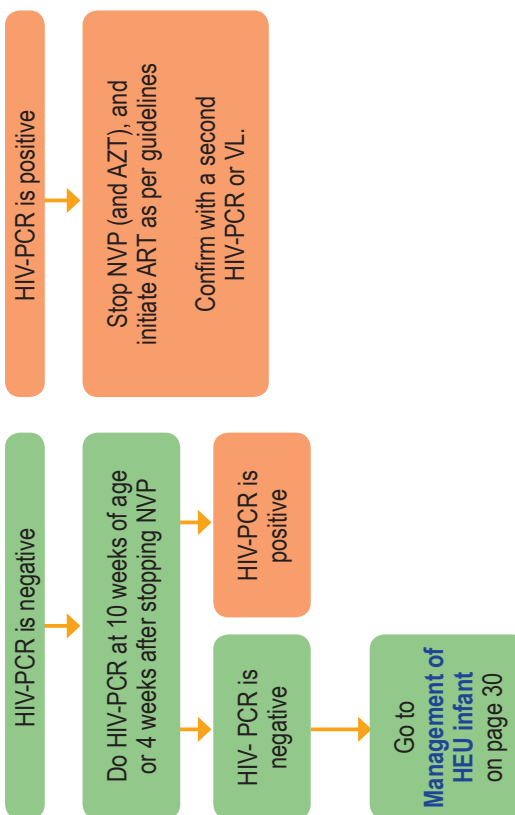 HIV-PCR is negative
Do HIV-PCR at 10 weeks of age
or 4 weeks after stopping NVP
HIV- PCR is
negative
Go to
Management of
HEU infant
on page 30
HIV-PCR is
positive
HIV-PCR is positive
Stop NVP (and AZT), and
initiate ART as per guidelines
Confirm with a second
HIV-PCR or VL.